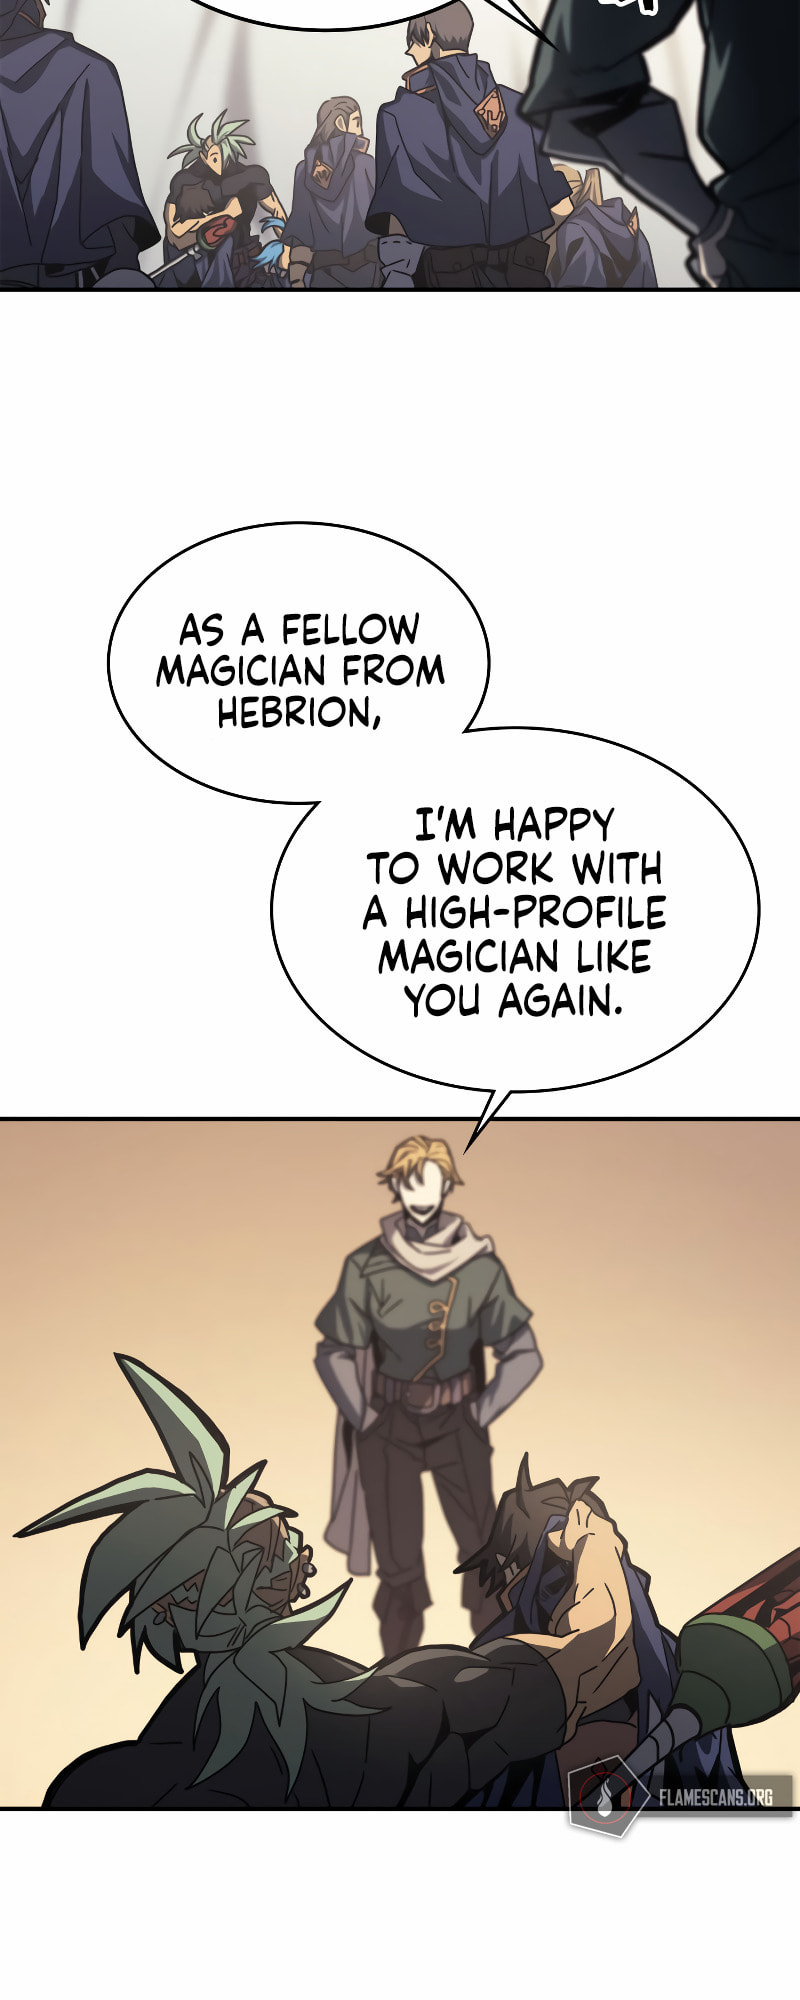 AS A FELLOW
MAGICIAN FROM
HEBRION,
I'M HAPPY
TO WORK WITH
A HIGH-PROFILE
MAGICIAN LIKE
YOU AGAIN.
FLAMESCANS.ORG